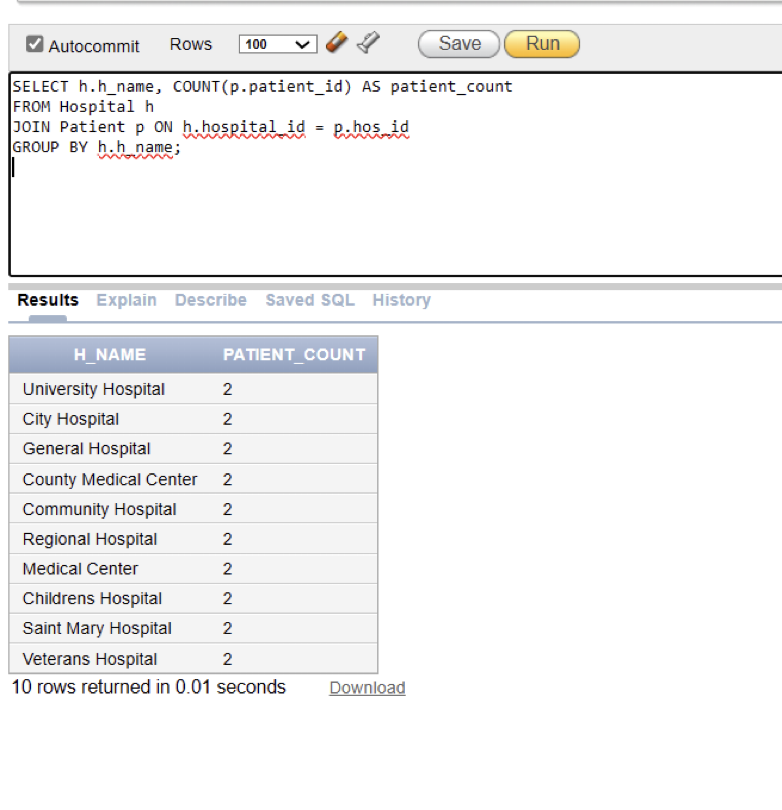 Autocommit Rows 100 Save Run
SELECT h.h_name, COUNT(p.patient_id) AS patient_count
FROM Hospital h
JOIN Patient p ON h.hospital_id = p.hos_id
GROUP BY h.h_name;
Results Explain Describe Saved SQL History
H_NAME PATIENT_COUNT
University Hospital 2
City Hospital 2
General Hospital 2
County Medical Center 2
Community Hospital 2
Regional Hospital 2
Medical Center 2
Childrens Hospital 2
Saint Mary Hospital 2
Veterans Hospital 2
10 rows returned in 0.01 seconds Download